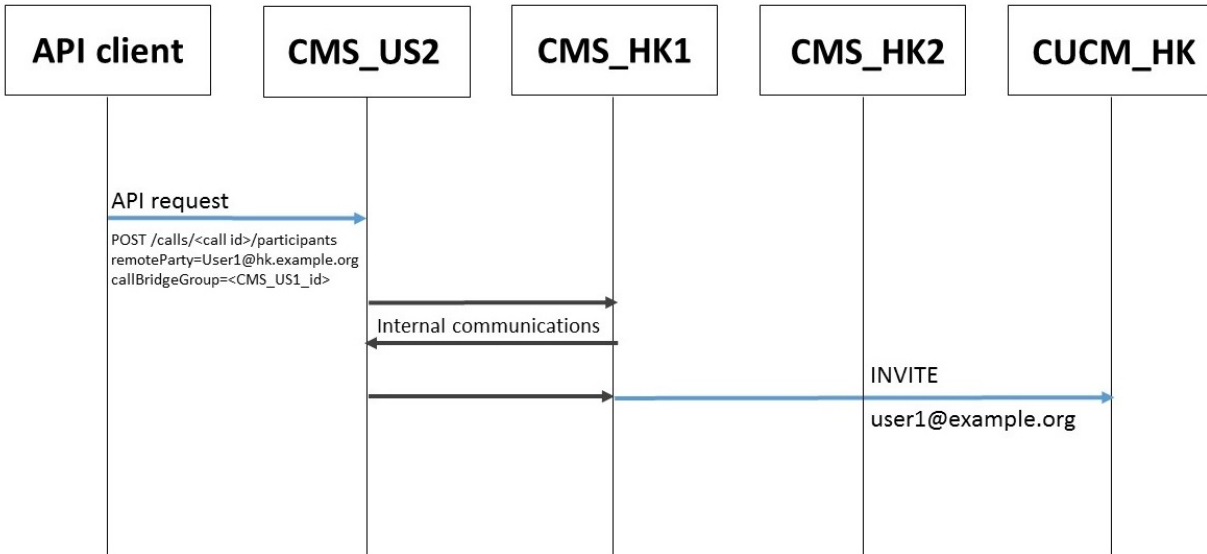 API client
CMS_US2
CMS_HK1
CMS_HK2
CUCM_HK
API request
POST /calls/<call id>/participants
remoteParty=User1@hk.example.org
callBridgeGroup=<CMS_US1_id>
Internal communications
INVITE
user1@example.org